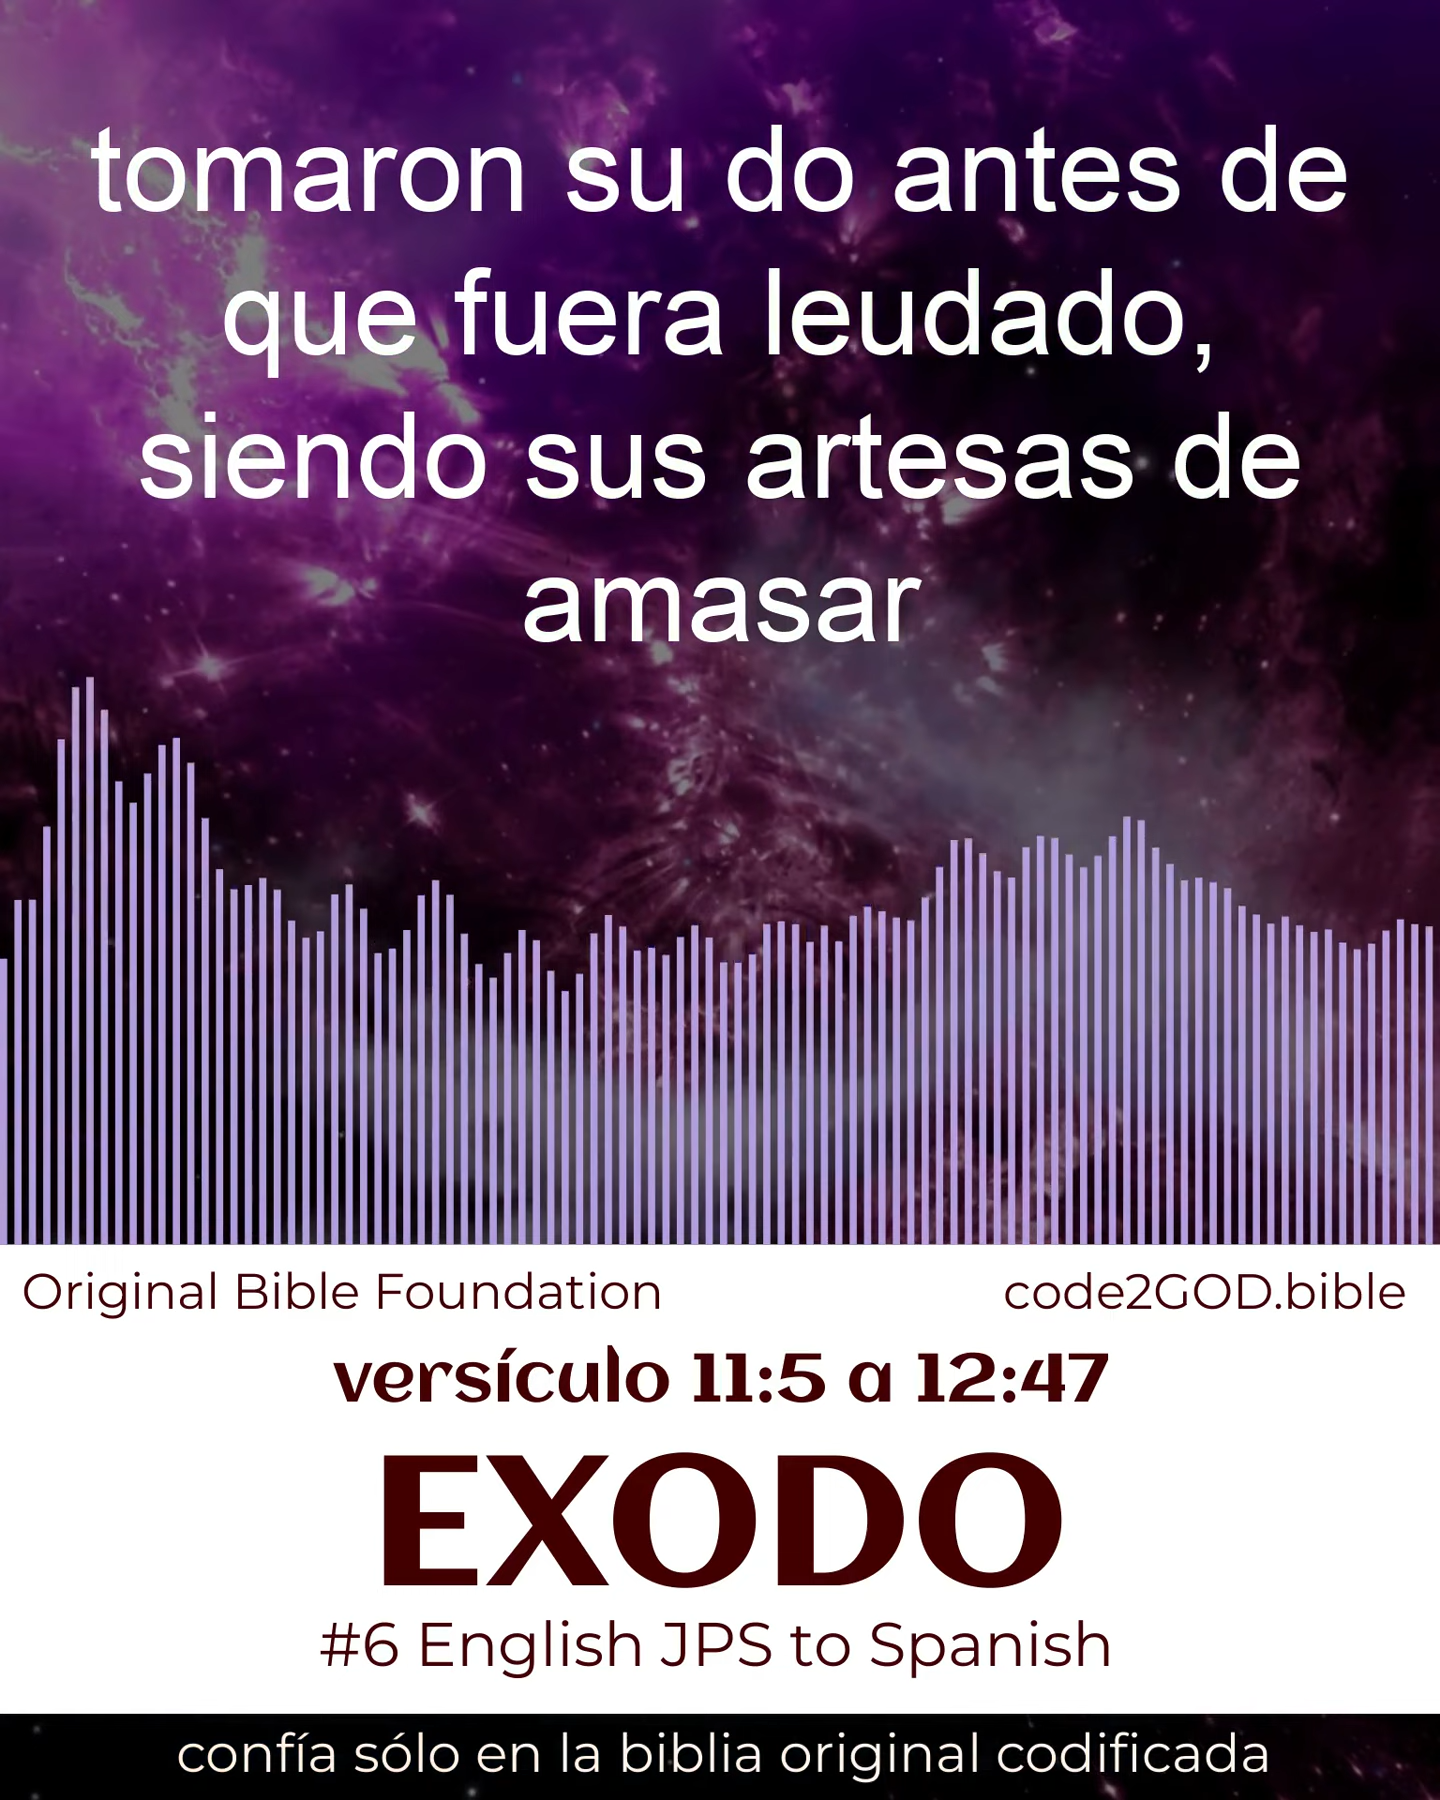 tomaron su do antes de
que fuera leudado,
siendo sus artesas de
amasar
Original Bible Foundation
code2GOD.bible
versículo 11:5 a 12:47
EXODO
#6 English JPS to Spanish
confía sólo en la biblia original codificada